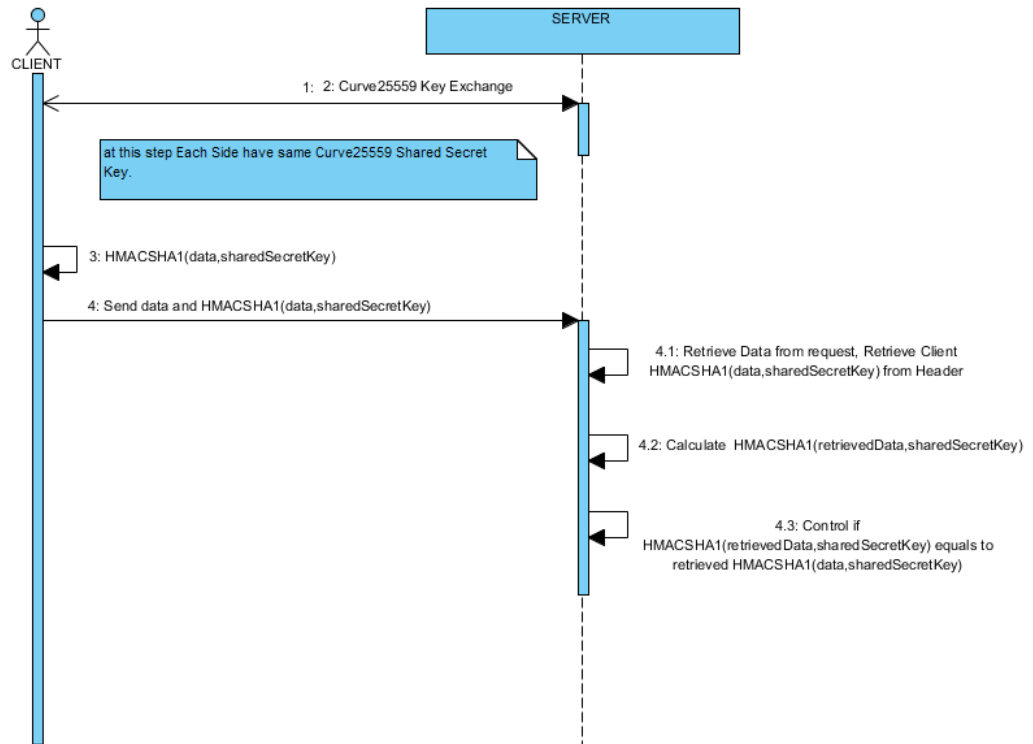 SERVER
CLIENT
1: 2: Curve25559 Key Exchange
at this step Each Side have same Curve25559 Shared Secret
Key.
3: HMACSHA1(data,sharedSecretKey)
4: Send data and HMACSHA1(data,sharedSecretKey)
4.1: Retrieve Data from request, Retrieve Client
HMACSHA1(data,sharedSecretKey) from Header
4.2: Calculate HMACSHA1(retrievedData,sharedSecretKey)
4.3: Control if
HMACSHA1(retrievedData,sharedSecretKey) equals to
retrieved HMACSHA1(data,sharedSecretKey)